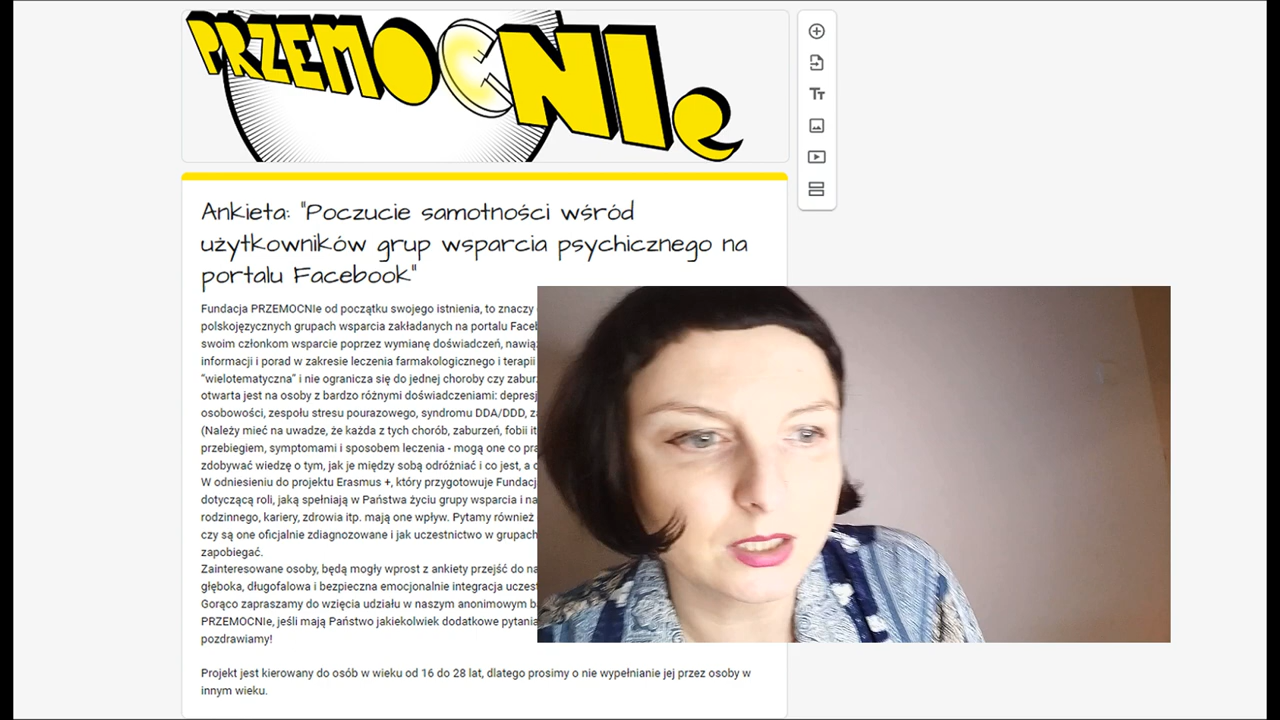 PRZEMOCNIe
Ankieta: "Poczucie samotności wśród
użytkowników grup wsparcia psychicznego na
portalu Facebook"
Fundacja PRZEMOCNIe od początku swojego istnienia, to znaczy
polskojęzycznych grupach wsparcia zakładanych na portalu
swoim członkom wsparcie poprzez wymianę doświadczeń,
informacji i porad w zakresie leczenia farmakologicznego i terapii
"wielotematyczna" i nie ogranicza się do jednej choroby czy
otwarta jest na osoby z bardzo różnymi doświadczeniami:
osobowości, zespołu stresu pourazowego, syndromu DDA/DDD,
(Należy mieć na uwadze, że każda z tych chorób, zaburzeń, fobii
przebiegiem, symptomami i sposobem leczenia - mogą one co
zdobywać wiedzę o tym, jak je między sobą odróżniać i co jest, a
W odniesieniu do projektu Erasmus +, który przygotowuje
dotyczącą roli, jaką spełniają w Państwa życiu grupy wsparcia i
rodzinnego, kariery, zdrowia itp. mają one wpływ. Pytamy również
czy są one oficjalnie zdiagnozowane i jak uczestnictwo w grupach
zapobiegać.
Zainteresowane osoby, będą mogły wprost z ankiety przejść do
głęboka, długofalowa i bezpieczna emocjonalnie integracja
Gorąco zapraszamy do wzięcia udziału w naszym anonimowym
PRZEMOCNIe, jeśli mają Państwo jakiekolwiek dodatkowe
pozdrawiamy!
Projekt jest kierowany do osób w wieku od 16 do 28 lat, dlatego prosimy o nie wypełnianie jej przez osoby w
innym wieku.